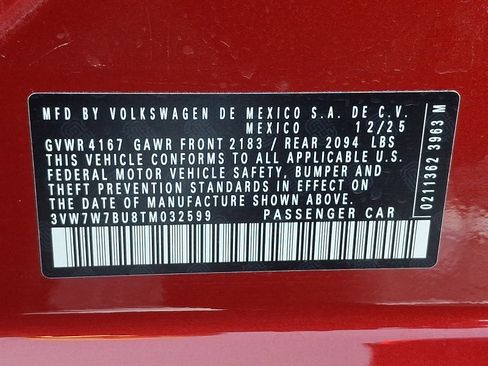 MFD BY VOLKSWAGEN DE MEXICO S.A. DE C.V.
MEXICO 12/25
GVWR 4167 GAWR FRONT 2183 / REAR 2094 LBS
THIS VEHICLE CONFORMS TO ALL APPLICABLE U.S.
FEDERAL MOTOR VEHICLE SAFETY, BUMPER AND
THEFT PREVENTION STANDARDS IN EFFECT ON THE
DATE OF MANUFACTURE SHOWN ABOVE.
3VW7W7BU8TM032599 PASSENGER CAR
0211362 3963 M